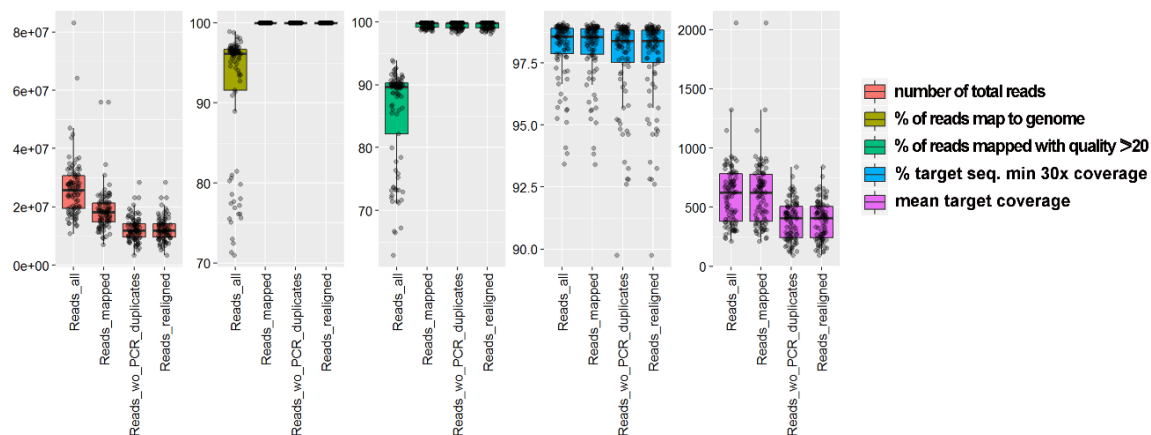 8e+07
6e+07
4e+07
2e+07
0e+00
100
90
80
70
100
90
80
70
97.5
95.0
92.5
90.0
2000
1500
1000
500
0
Reads_all
Reads_mapped
Reads_wo_PCR_duplicates
Reads_realigned
Reads_all
Reads_mapped
Reads_wo_PCR_duplicates
Reads_realigned
Reads_all
Reads_mapped
Reads_wo_PCR_duplicates
Reads_realigned
Reads_all
Reads_mapped
Reads_wo_PCR_duplicates
Reads_realigned
Reads_all
Reads_mapped
Reads_wo_PCR_duplicates
Reads_realigned
number of total reads
% of reads map to genome
% of reads mapped with quality >20
% target seq. min 30x coverage
mean target coverage